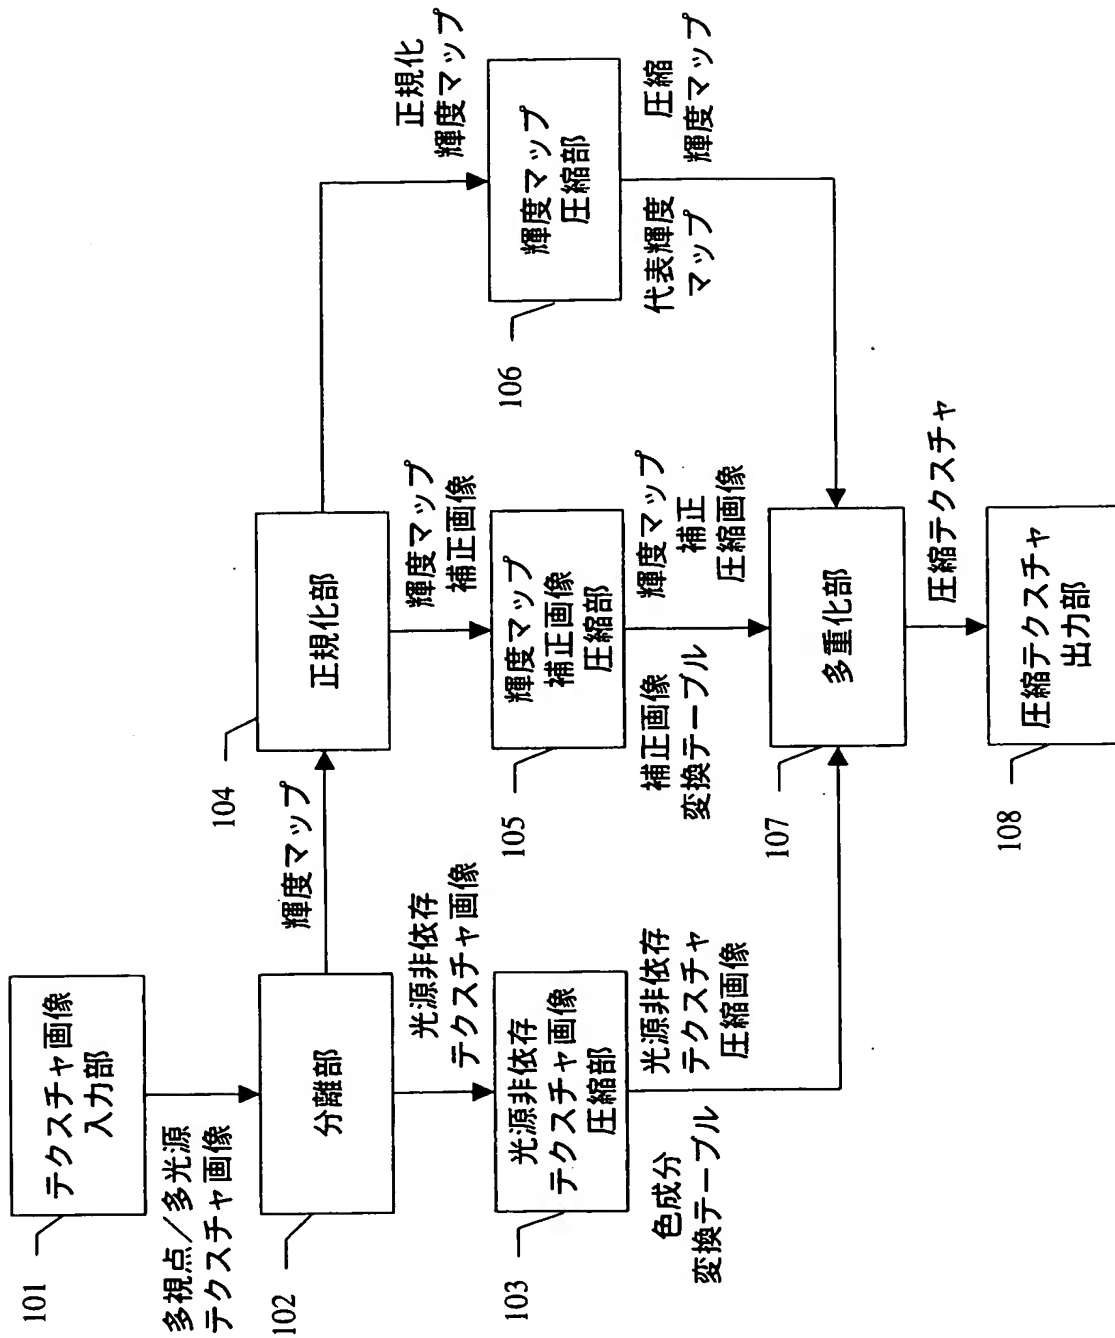 101
テクスチャ画像
入力部
多視点／多光源
テクスチャ画像
102
分離部
輝度マップ
光源非依存
テクスチャ画像
103
光源非依存
テクスチャ画像
圧縮部
色成分
変換テーブル
光源非依存
テクスチャ
圧縮画像
104
正規化部
輝度マップ
補正画像
105
輝度マップ
補正画像
圧縮部
補正画像
変換テーブル
輝度マップ
補正
圧縮画像
正規化
輝度マップ
106
輝度マップ
圧縮部
代表輝度
マップ
圧縮
輝度マップ
107
多重化部
圧縮テクスチャ
108
圧縮テクスチャ
出力部